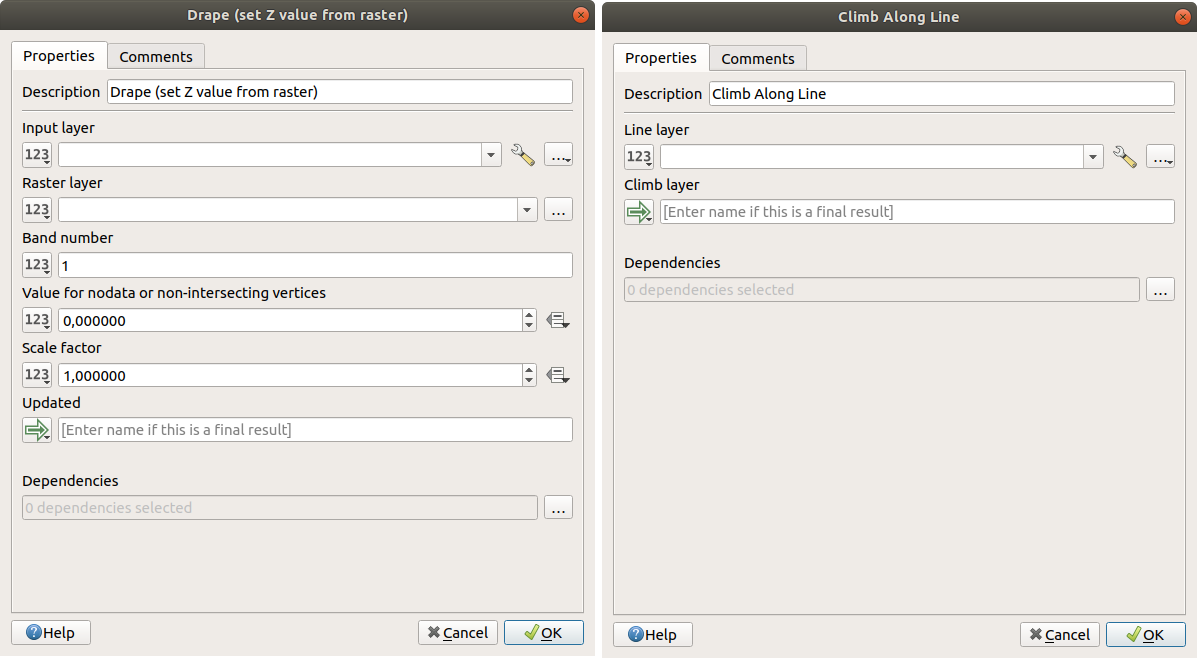 Drape (set Z value from raster)
Properties
Comments
Description
Drape (set Z value from raster)
Input layer
123
...
Raster layer
123
...
Band number
123
1
Value for nodata or non-intersecting vertices
123
0,000000
Scale factor
123
1,000000
Updated
[Enter name if this is a final result]
Dependencies
0 dependencies selected
...
Help
Cancel
OK
Climb Along Line
Properties
Comments
Description
Climb Along Line
Line layer
123
...
Climb layer
[Enter name if this is a final result]
Dependencies
0 dependencies selected
...
Help
Cancel
OK